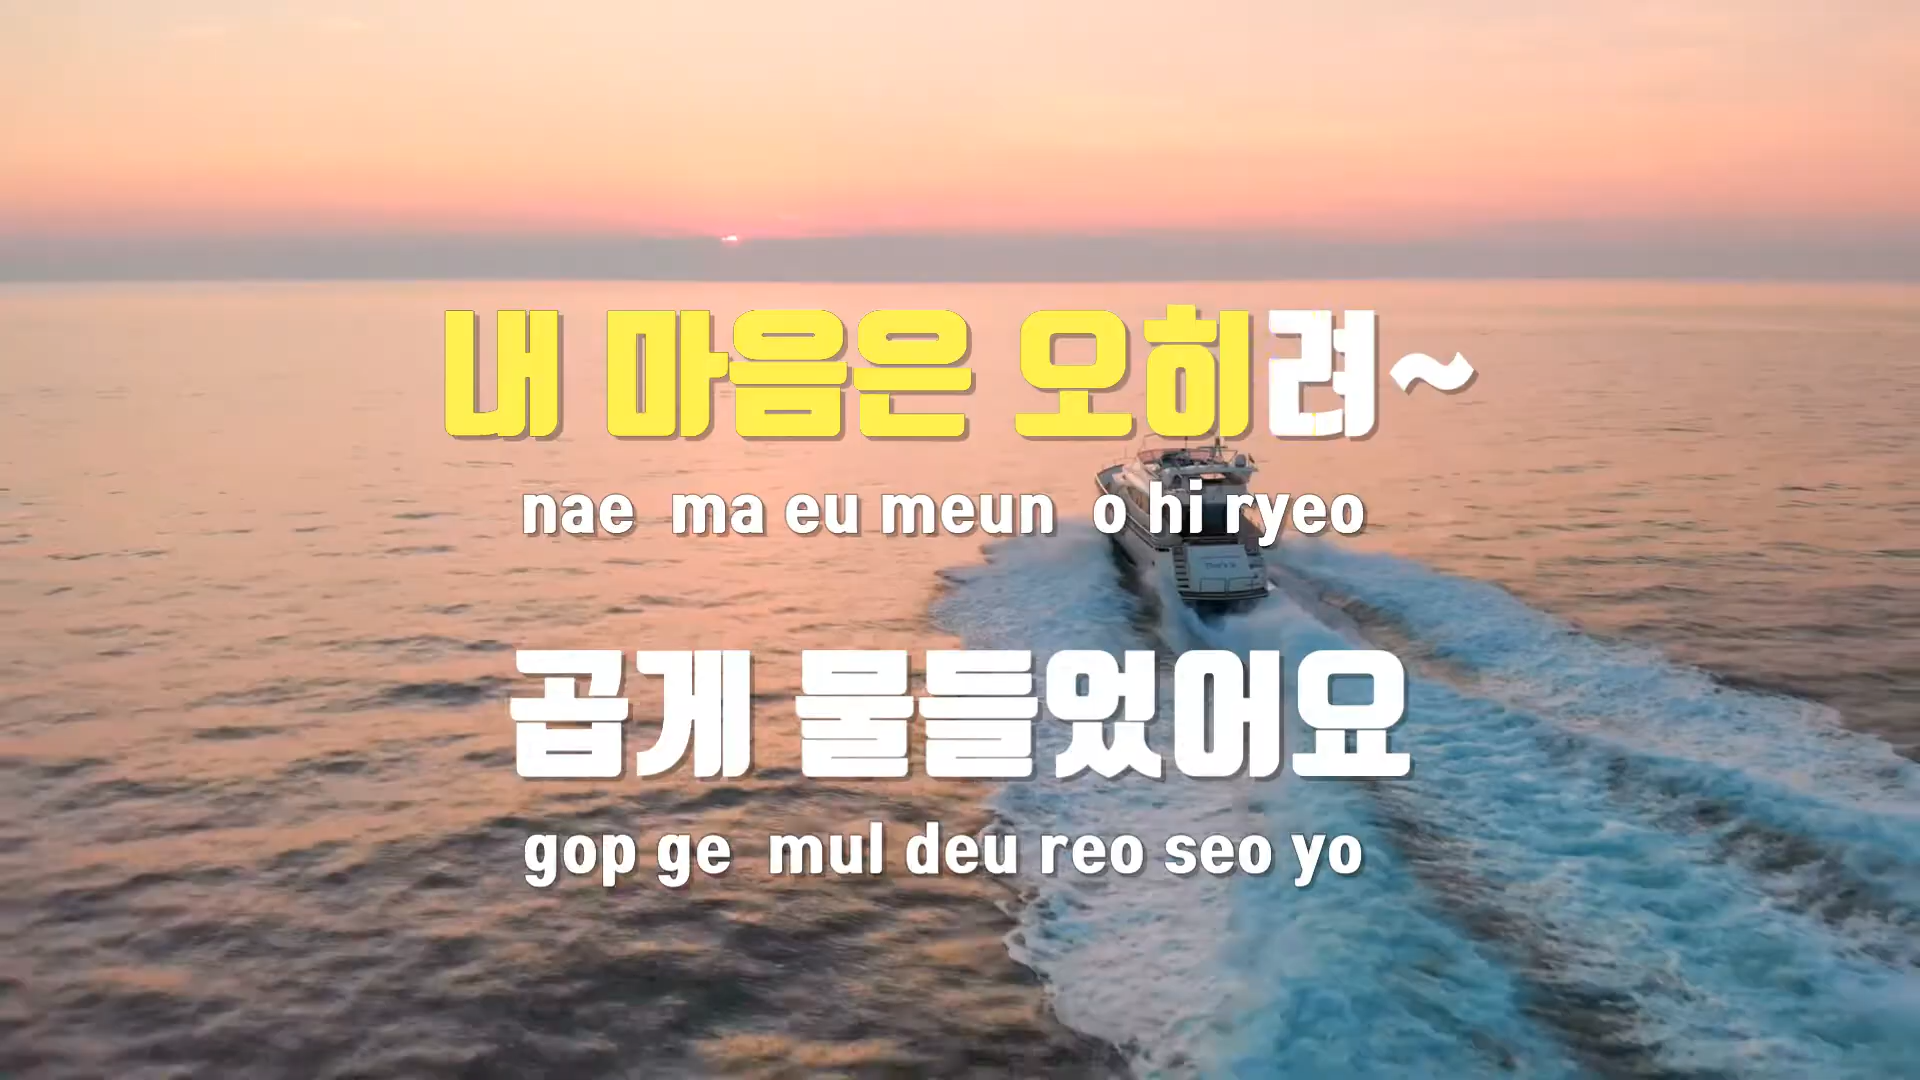 내 마음은 오히려~
nae ma eu meun o hi ryeo
곱게 물들었어요
gop ge mul deu reo seo yo